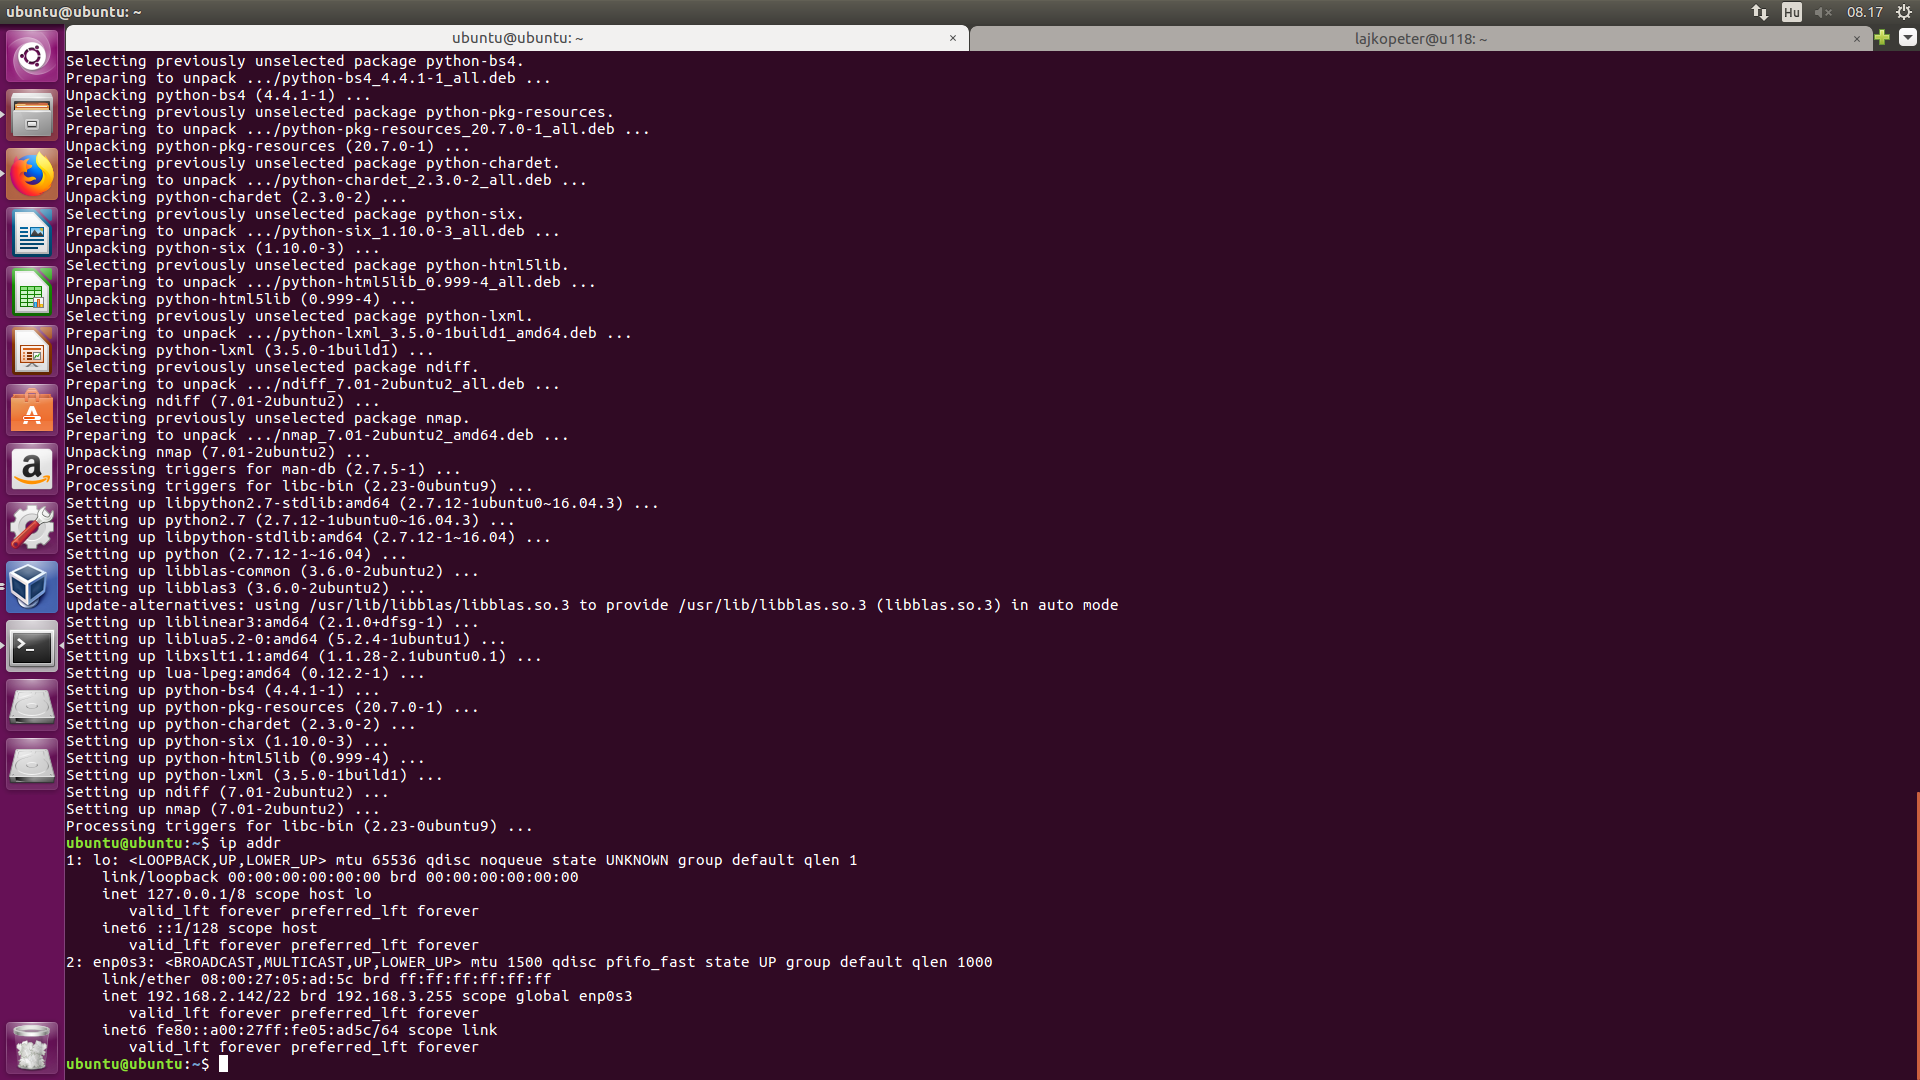 ubuntu@ubuntu: ~
Hu
08.17
ubuntu@ubuntu: ~ ×
lajkopeter@u118: ~ ×
Selecting previously unselected package python-bs4.
Preparing to unpack .../python-bs4_4.4.1-1_all.deb ...
Unpacking python-bs4 (4.4.1-1) ...
Selecting previously unselected package python-pkg-resources.
Preparing to unpack .../python-pkg-resources_20.7.0-1_all.deb ...
Unpacking python-pkg-resources (20.7.0-1) ...
Selecting previously unselected package python-chardet.
Preparing to unpack .../python-chardet_2.3.0-2_all.deb ...
Unpacking python-chardet (2.3.0-2) ...
Selecting previously unselected package python-six.
Preparing to unpack .../python-six_1.10.0-3_all.deb ...
Unpacking python-six (1.10.0-3) ...
Selecting previously unselected package python-html5lib.
Preparing to unpack .../python-html5lib_0.999-4_all.deb ...
Unpacking python-html5lib (0.999-4) ...
Selecting previously unselected package python-lxml.
Preparing to unpack .../python-lxml_3.5.0-1build1_amd64.deb ...
Unpacking python-lxml (3.5.0-1build1) ...
Selecting previously unselected package ndiff.
Preparing to unpack .../ndiff_7.01-2ubuntu2_all.deb ...
Unpacking ndiff (7.01-2ubuntu2) ...
Selecting previously unselected package nmap.
Preparing to unpack .../nmap_7.01-2ubuntu2_amd64.deb ...
Unpacking nmap (7.01-2ubuntu2) ...
Processing triggers for man-db (2.7.5-1) ...
Processing triggers for libc-bin (2.23-0ubuntu9) ...
Setting up libpython2.7-stdlib:amd64 (2.7.12-1ubuntu0~16.04.3) ...
Setting up python2.7 (2.7.12-1ubuntu0~16.04.3) ...
Setting up libpython-stdlib:amd64 (2.7.12-1~16.04) ...
Setting up python (2.7.12-1~16.04) ...
Setting up libblas-common (3.6.0-2ubuntu2) ...
Setting up libblas3 (3.6.0-2ubuntu2) ...
update-alternatives: using /usr/lib/libblas/libblas.so.3 to provide /usr/lib/libblas.so.3 (libblas.so.3) in auto mode
Setting up liblinear3:amd64 (2.1.0+dfsg-1) ...
Setting up liblua5.2-0:amd64 (5.2.4-1ubuntu1) ...
Setting up libxslt1.1:amd64 (1.1.28-2.1ubuntu0.1) ...
Setting up lua-lpeg:amd64 (0.12.2-1) ...
Setting up python-bs4 (4.4.1-1) ...
Setting up python-pkg-resources (20.7.0-1) ...
Setting up python-chardet (2.3.0-2) ...
Setting up python-six (1.10.0-3) ...
Setting up python-html5lib (0.999-4) ...
Setting up python-lxml (3.5.0-1build1) ...
Setting up ndiff (7.01-2ubuntu2) ...
Setting up nmap (7.01-2ubuntu2) ...
Processing triggers for libc-bin (2.23-0ubuntu9) ...
ubuntu@ubuntu:~$ ip addr
1: lo: <LOOPBACK,UP,LOWER_UP> mtu 65536 qdisc noqueue state UNKNOWN group default qlen 1
    link/loopback 00:00:00:00:00:00 brd 00:00:00:00:00:00
    inet 127.0.0.1/8 scope host lo
       valid_lft forever preferred_lft forever
    inet6 ::1/128 scope host
       valid_lft forever preferred_lft forever
2: enp0s3: <BROADCAST,MULTICAST,UP,LOWER_UP> mtu 1500 qdisc pfifo_fast state UP group default qlen 1000
    link/ether 08:00:27:05:ad:5c brd ff:ff:ff:ff:ff:ff
    inet 192.168.2.142/22 brd 192.168.3.255 scope global enp0s3
       valid_lft forever preferred_lft forever
    inet6 fe80::a00:27ff:fe05:ad5c/64 scope link
       valid_lft forever preferred_lft forever
ubuntu@ubuntu:~$